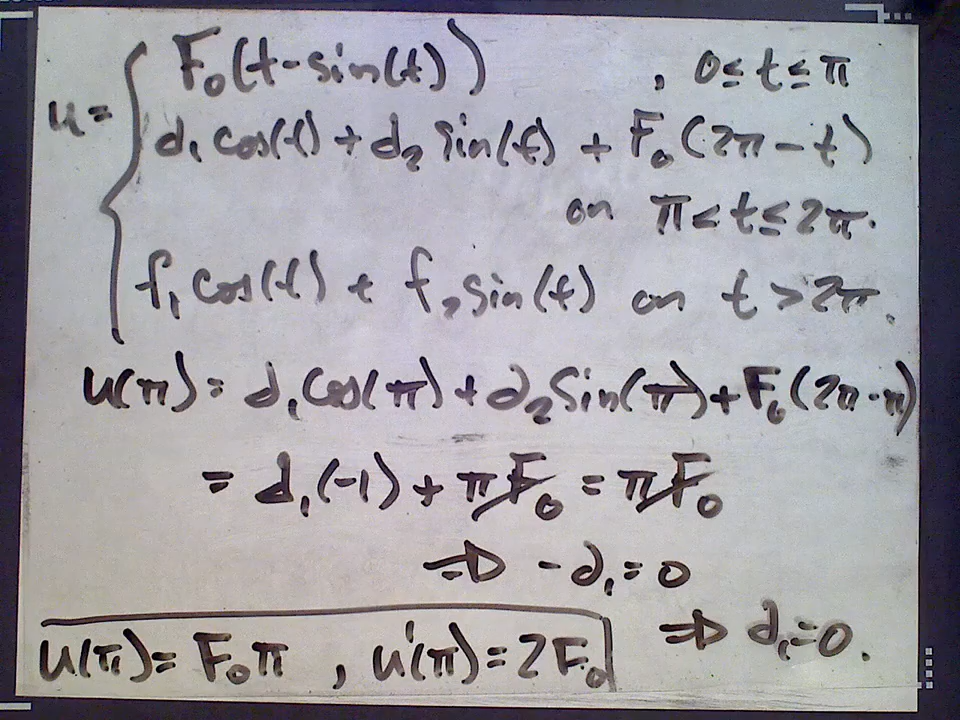 F₀(t - sin(t)) , 0 ≤ t ≤ π
u = { d₁ cos(t) + d₂ sin(t) + F₀(2π - t)
on π < t ≤ 2π.
f₁ cos(t) + f₂ sin(t) on t > 2π.
u(π) = d₁ cos(π) + d₂ sin(π) + F₀(2π - π)
= d₁(-1) + πF₀ = πF₀
⇒ -d₁ = 0
⇒ d₁ = 0.
u(π) = F₀π , u'(π) = 2F₀